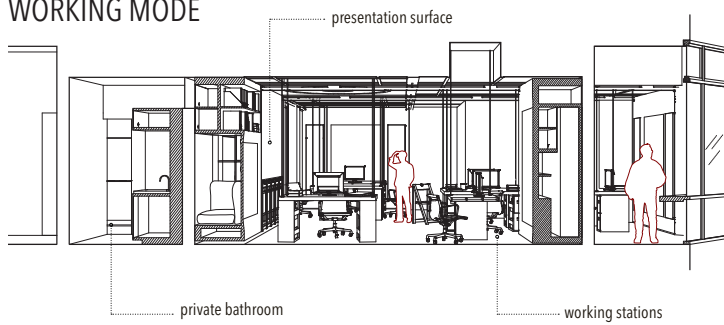 WORKING MODE
presentation surface
private bathroom
working stations